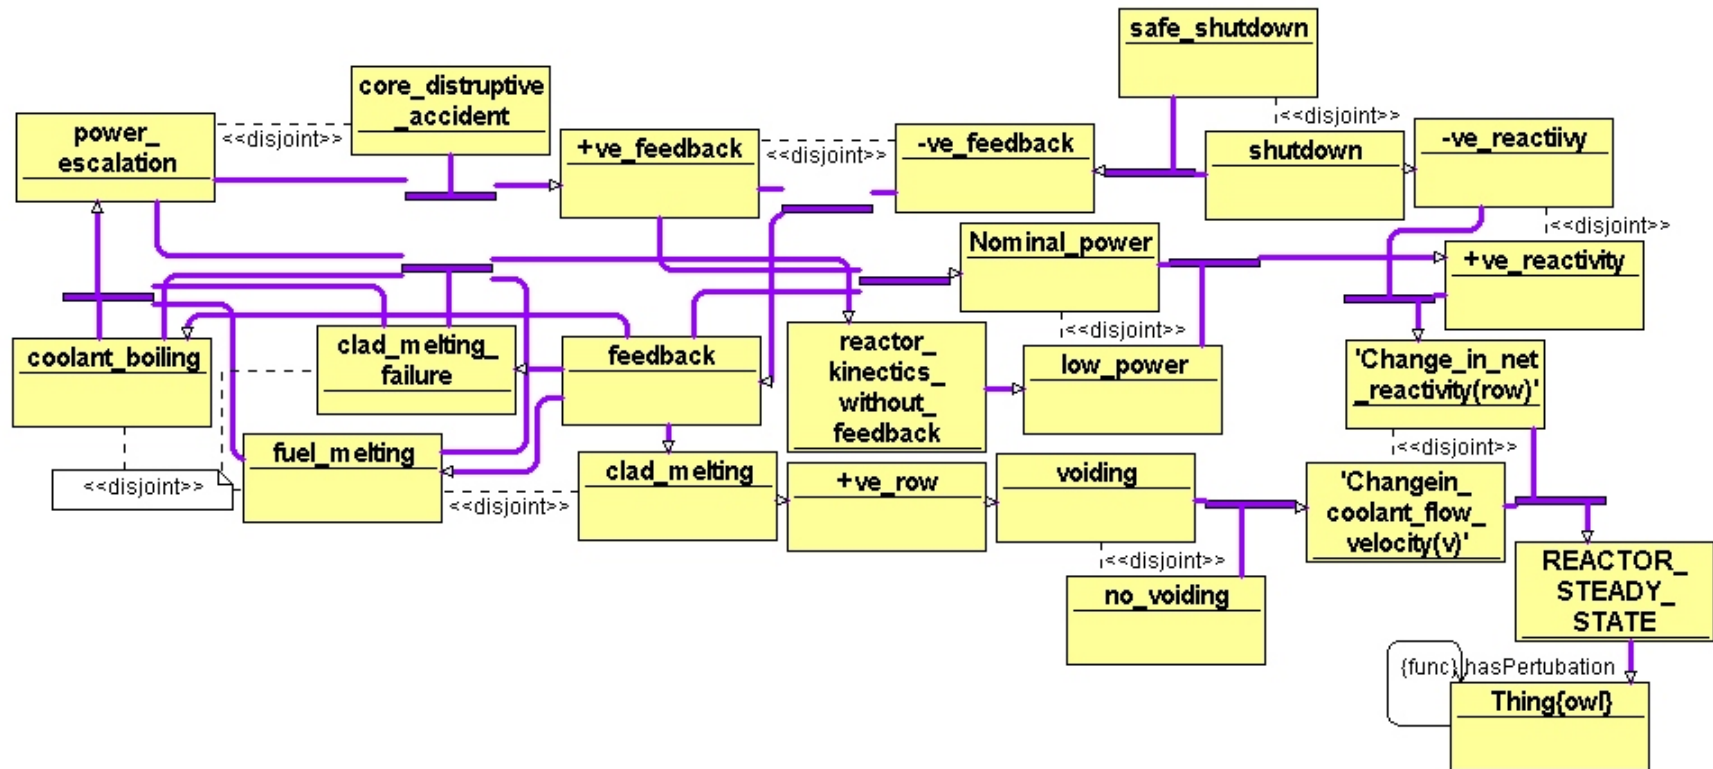 safe_shutdown
<<disjoint>>
core_distruptive
_accident
<<disjoint>>
power_
escalation
+ve_feedback
<<disjoint>>
-ve_feedback
shutdown
-ve_reactiivy
<<disjoint>>
Nominal_power
+ve_reactivity
<<disjoint>>
coolant_boiling
clad_melting_
failure
feedback
reactor_
kinectics_
without_
feedback
low_power
'Change_in_net
_reactivity(row)'
<<disjoint>>
fuel_melting
<<disjoint>>
<<disjoint>>
clad_melting
+ve_row
voiding
<<disjoint>>
'Changein_
coolant_flow_
velocity(v)'
no_voiding
REACTOR_
STEADY_
STATE
{func} hasPertubation
Thing{owl}